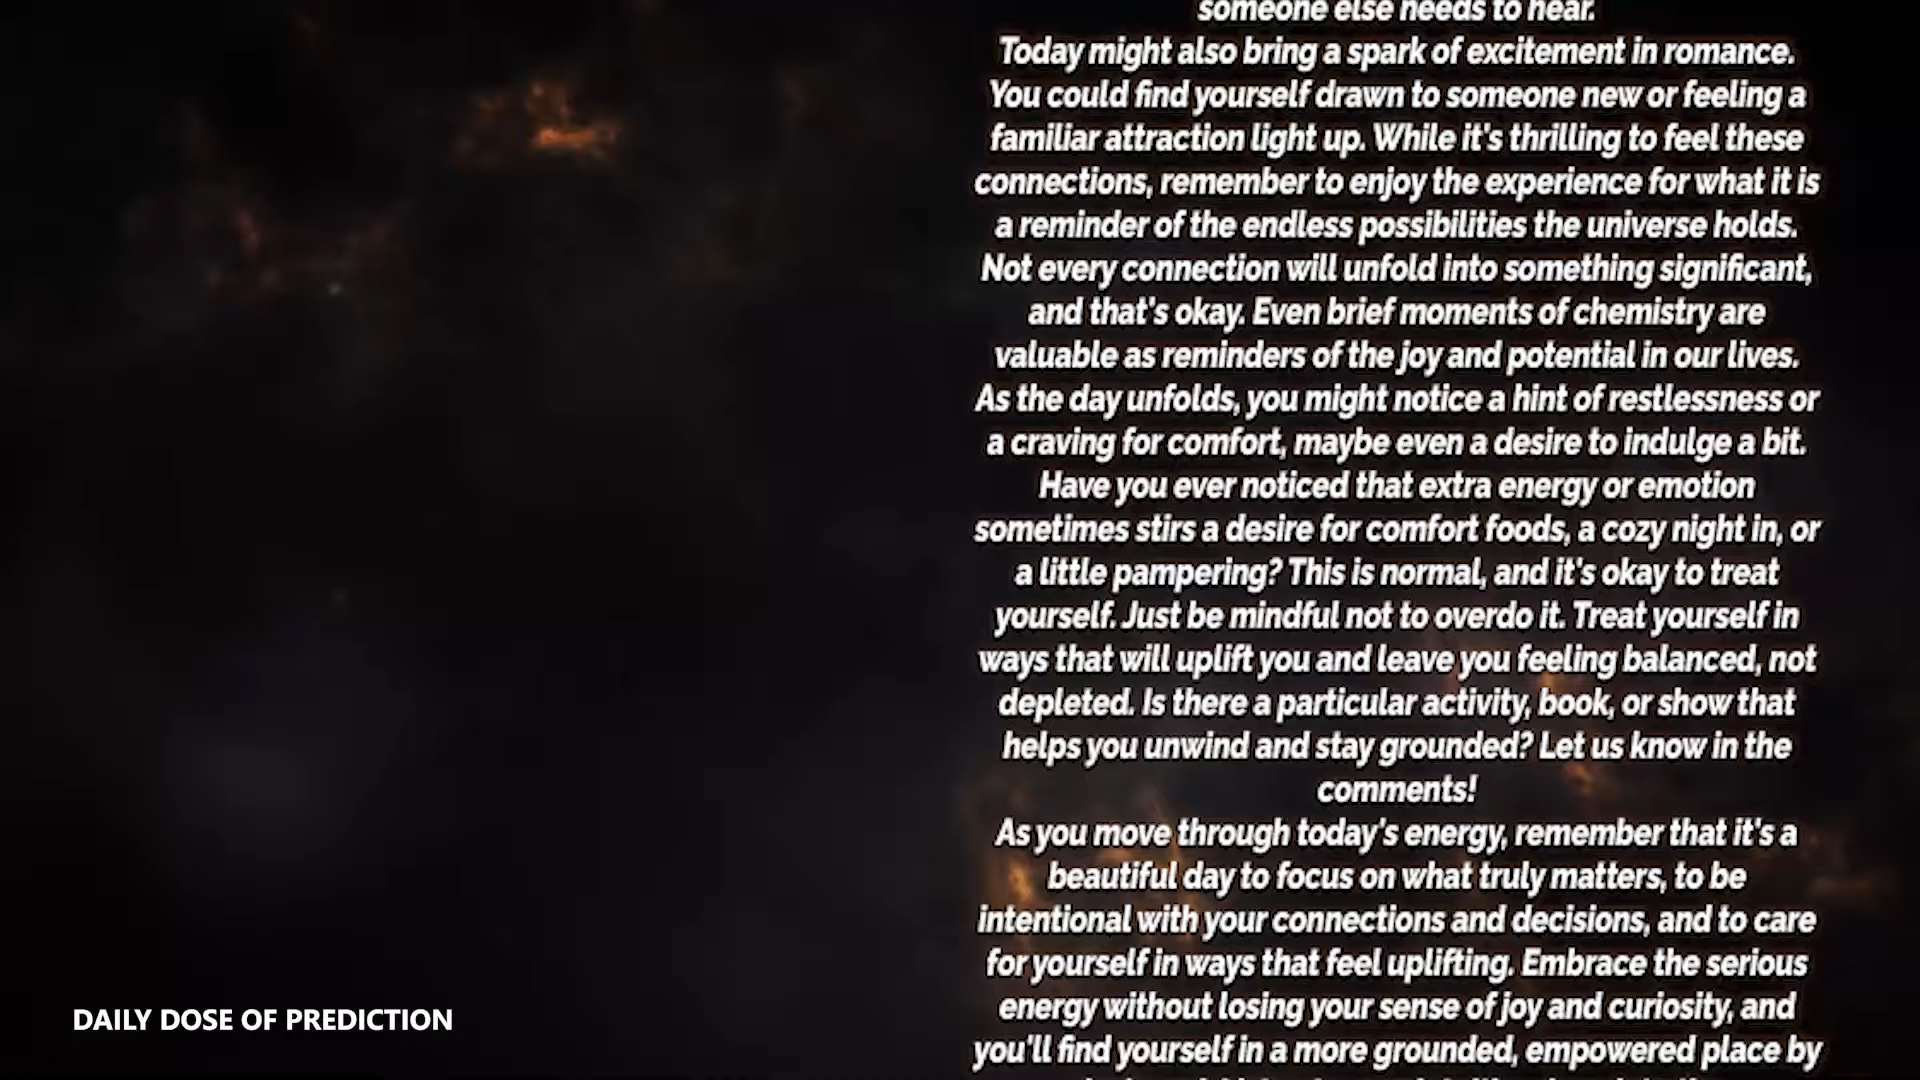 someone else needs to hear.
Today might also bring a spark of excitement in romance.
You could find yourself drawn to someone new or feeling a
familiar attraction light up. While it's thrilling to feel these
connections, remember to enjoy the experience for what it is
a reminder of the endless possibilities the universe holds.
Not every connection will unfold into something significant,
and that's okay. Even brief moments of chemistry are
valuable as reminders of the joy and potential in our lives.
As the day unfolds, you might notice a hint of restlessness or
a craving for comfort, maybe even a desire to indulge a bit.
Have you ever noticed that extra energy or emotion
sometimes stirs a desire for comfort foods, a cozy night in, or
a little pampering? This is normal, and it's okay to treat
yourself. Just be mindful not to overdo it. Treat yourself in
ways that will uplift you and leave you feeling balanced, not
depleted. Is there a particular activity, book, or show that
helps you unwind and stay grounded? Let us know in the
comments!
As you move through today's energy, remember that it's a
beautiful day to focus on what truly matters, to be
intentional with your connections and decisions, and to care
for yourself in ways that feel uplifting. Embrace the serious
energy without losing your sense of joy and curiosity, and
you'll find yourself in a more grounded, empowered place by
DAILY DOSE OF PREDICTION